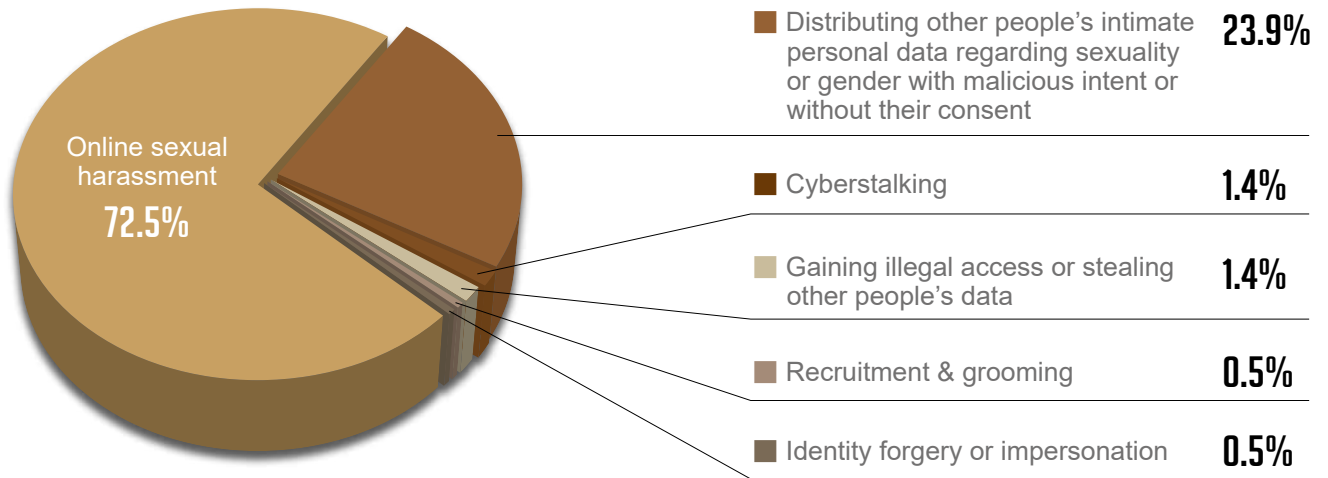 Online sexual
harassment
72.5%
Distributing other people’s intimate
personal data regarding sexuality
or gender with malicious intent or
without their consent
23.9%
Cyberstalking
1.4%
Gaining illegal access or stealing
other people’s data
1.4%
Recruitment & grooming
0.5%
Identity forgery or impersonation
0.5%